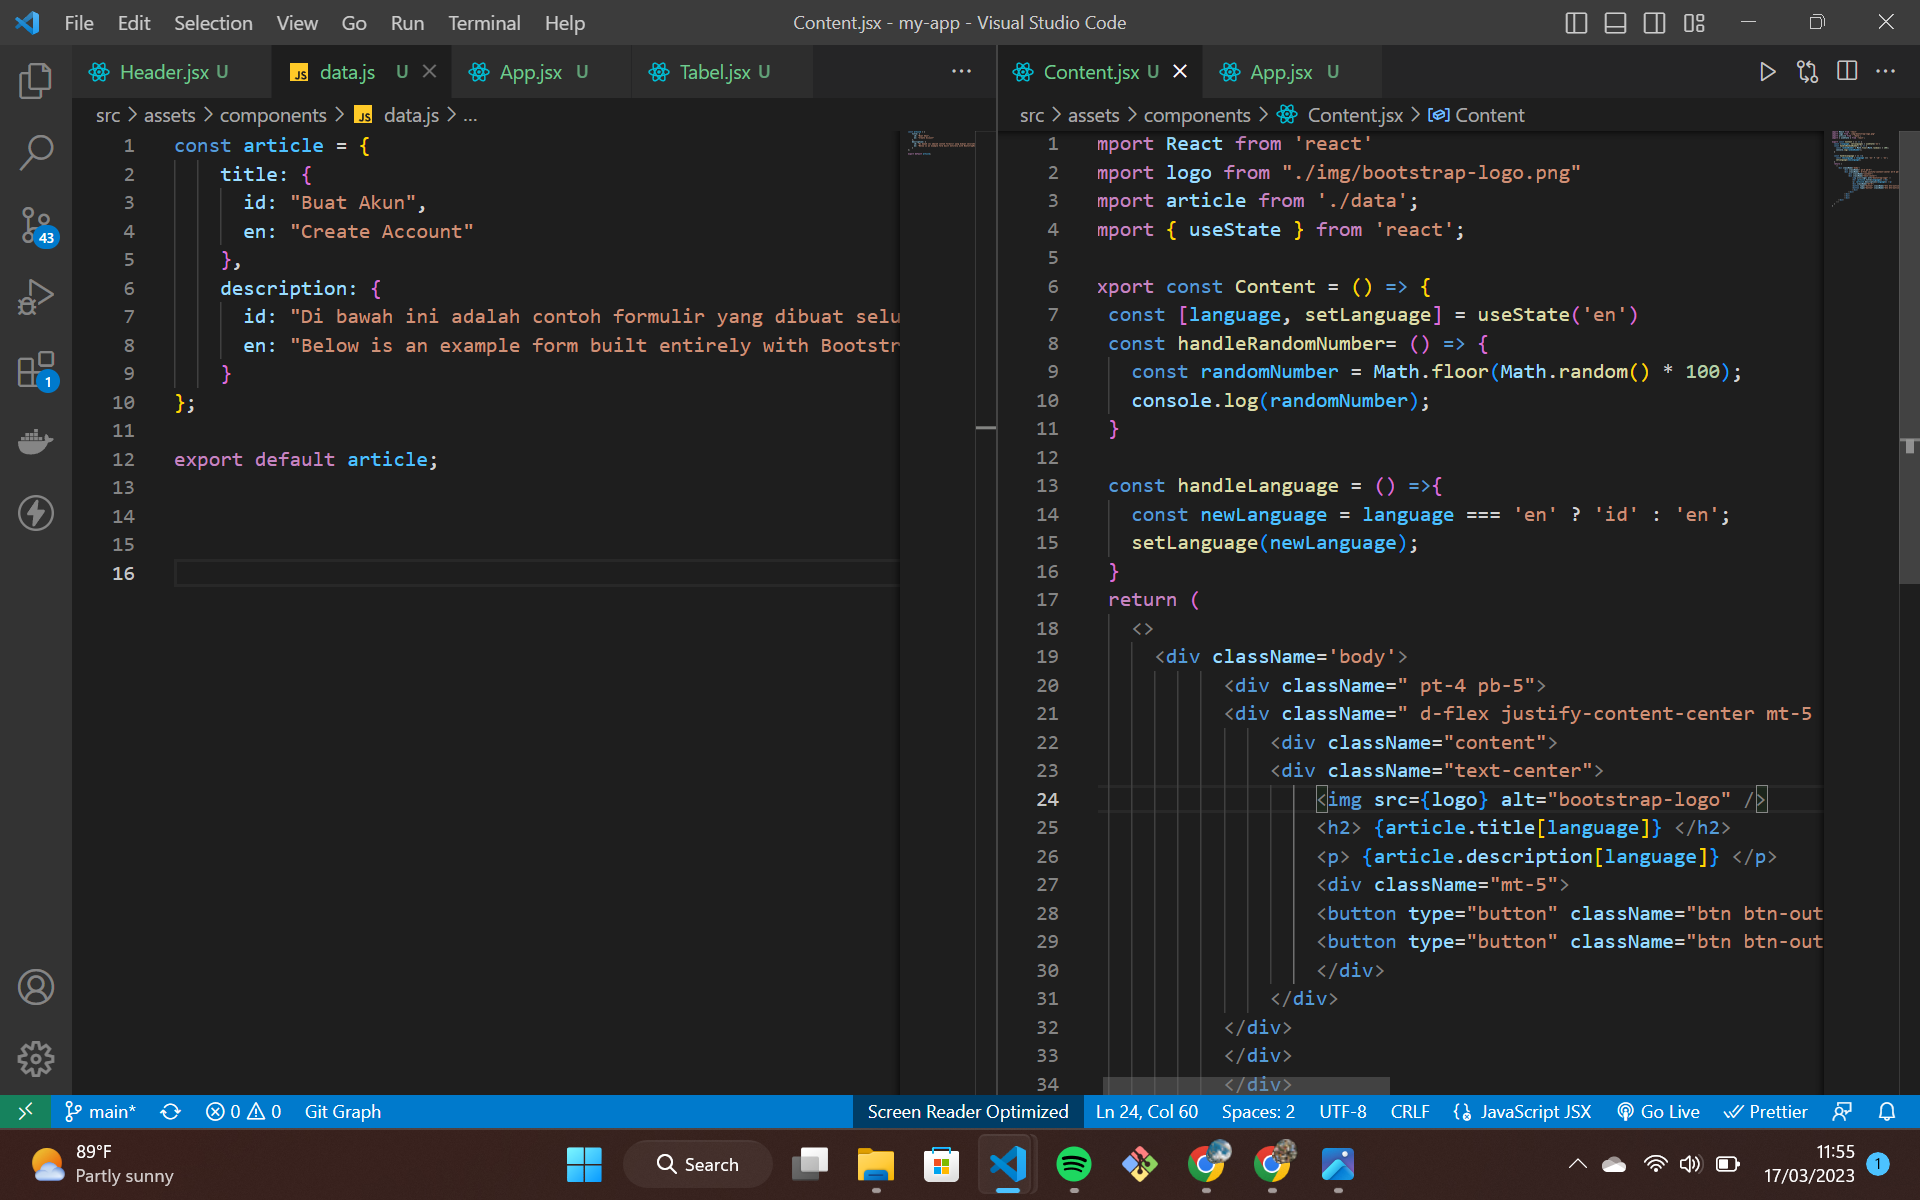 File Edit Selection View Go Run Terminal Help
Content.jsx - my-app - Visual Studio Code
Header.jsx U
data.js U
App.jsx U
Tabel.jsx U
Content.jsx U
App.jsx U
src > assets > components > JS data.js > ...
1 const article = {
2 title: {
3 id: "Buat Akun",
4 en: "Create Account"
5 },
6 description: {
7 id: "Di bawah ini adalah contoh formulir yang dibuat selu
8 en: "Below is an example form built entirely with Bootstr
9 }
10 };
11
12 export default article;
13
14
15
16
src > assets > components > Content.jsx > Content
1 mport React from 'react'
2 mport logo from "./img/bootstrap-logo.png"
3 mport article from './data';
4 mport { useState } from 'react';
5
6 xport const Content = () => {
7 const [language, setLanguage] = useState('en')
8 const handleRandomNumber= () => {
9 const randomNumber = Math.floor(Math.random() * 100);
10 console.log(randomNumber);
11 }
12
13 const handleLanguage = () =>{
14 const newLanguage = language === 'en' ? 'id' : 'en';
15 setLanguage(newLanguage);
16 }
17 return (
18 <>
19 <div className='body'>
20 <div className=" pt-4 pb-5">
21 <div className=" d-flex justify-content-center mt-5
22 <div className="content">
23 <div className="text-center">
24 <img src={logo} alt="bootstrap-logo" />
25 <h2> {article.title[language]} </h2>
26 <p> {article.description[language]} </p>
27 <div className="mt-5">
28 <button type="button" className="btn btn-out
29 <button type="button" className="btn btn-out
30 </div>
31 </div>
32 </div>
33 </div>
34 </div>
43
1
main* 0 0 Git Graph
Screen Reader Optimized Ln 24, Col 60 Spaces: 2 UTF-8 CRLF JavaScript JSX Go Live Prettier
89°F
Partly sunny
Search
11:55
17/03/2023
1